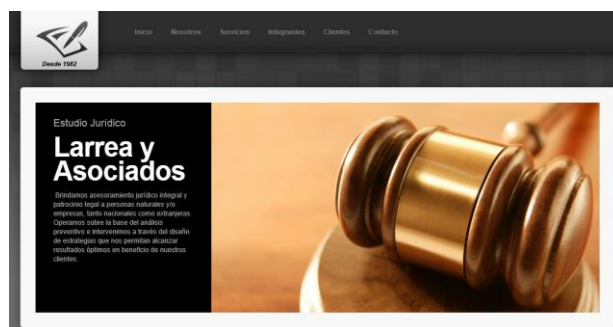 Desde 1982
Inicio Nosotros Servicios Integrantes Clientes Contacto
Estudio Jurídico
Larrea y
Asociados
Brindamos asesoramiento jurídico integral y
patrocinio legal a personas naturales y/o
empresas, tanto nacionales como extranjeras.
Operamos sobre la base del análisis
preventivo e intervenimos a través del diseño
de estrategias que nos permitan alcanzar
resultados óptimos en beneficio de nuestros
clientes.